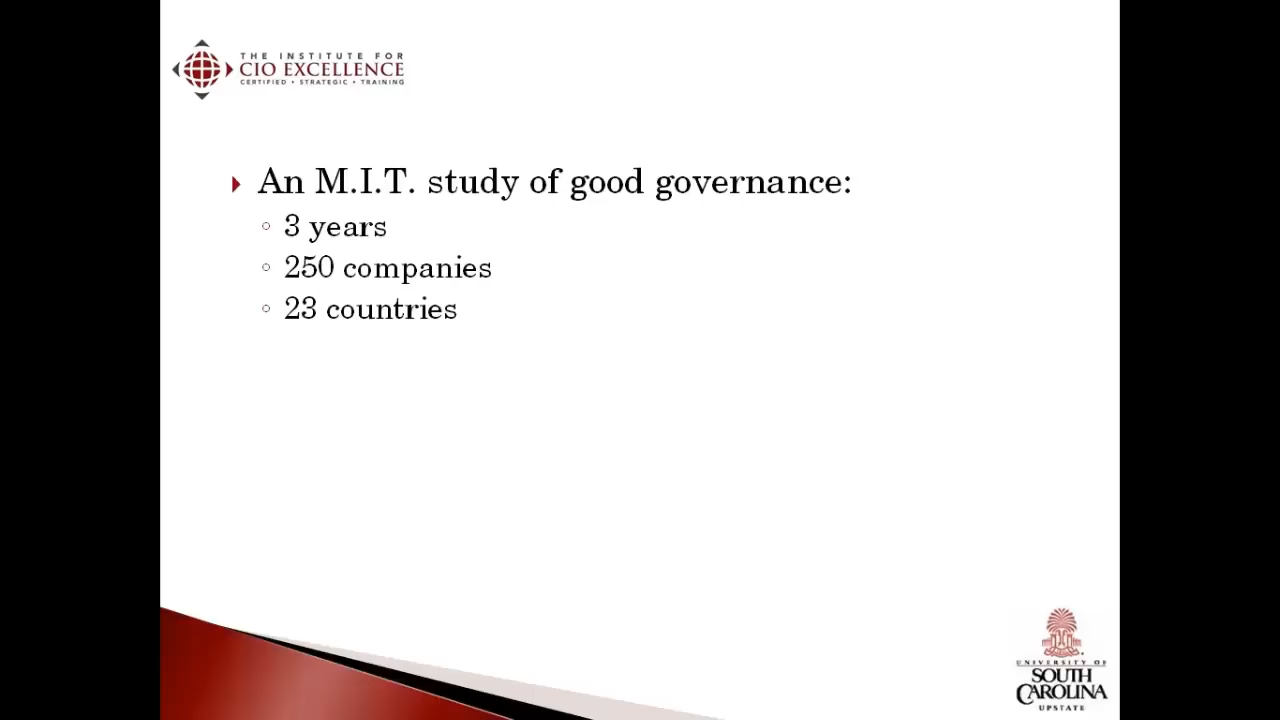 THE INSTITUTE FOR
CIO EXCELLENCE
CERTIFIED • STRATEGIC • TRAINING
An M.I.T. study of good governance:
3 years
250 companies
23 countries
UNIVERSITY OF
SOUTH
CAROLINA
UPSTATE